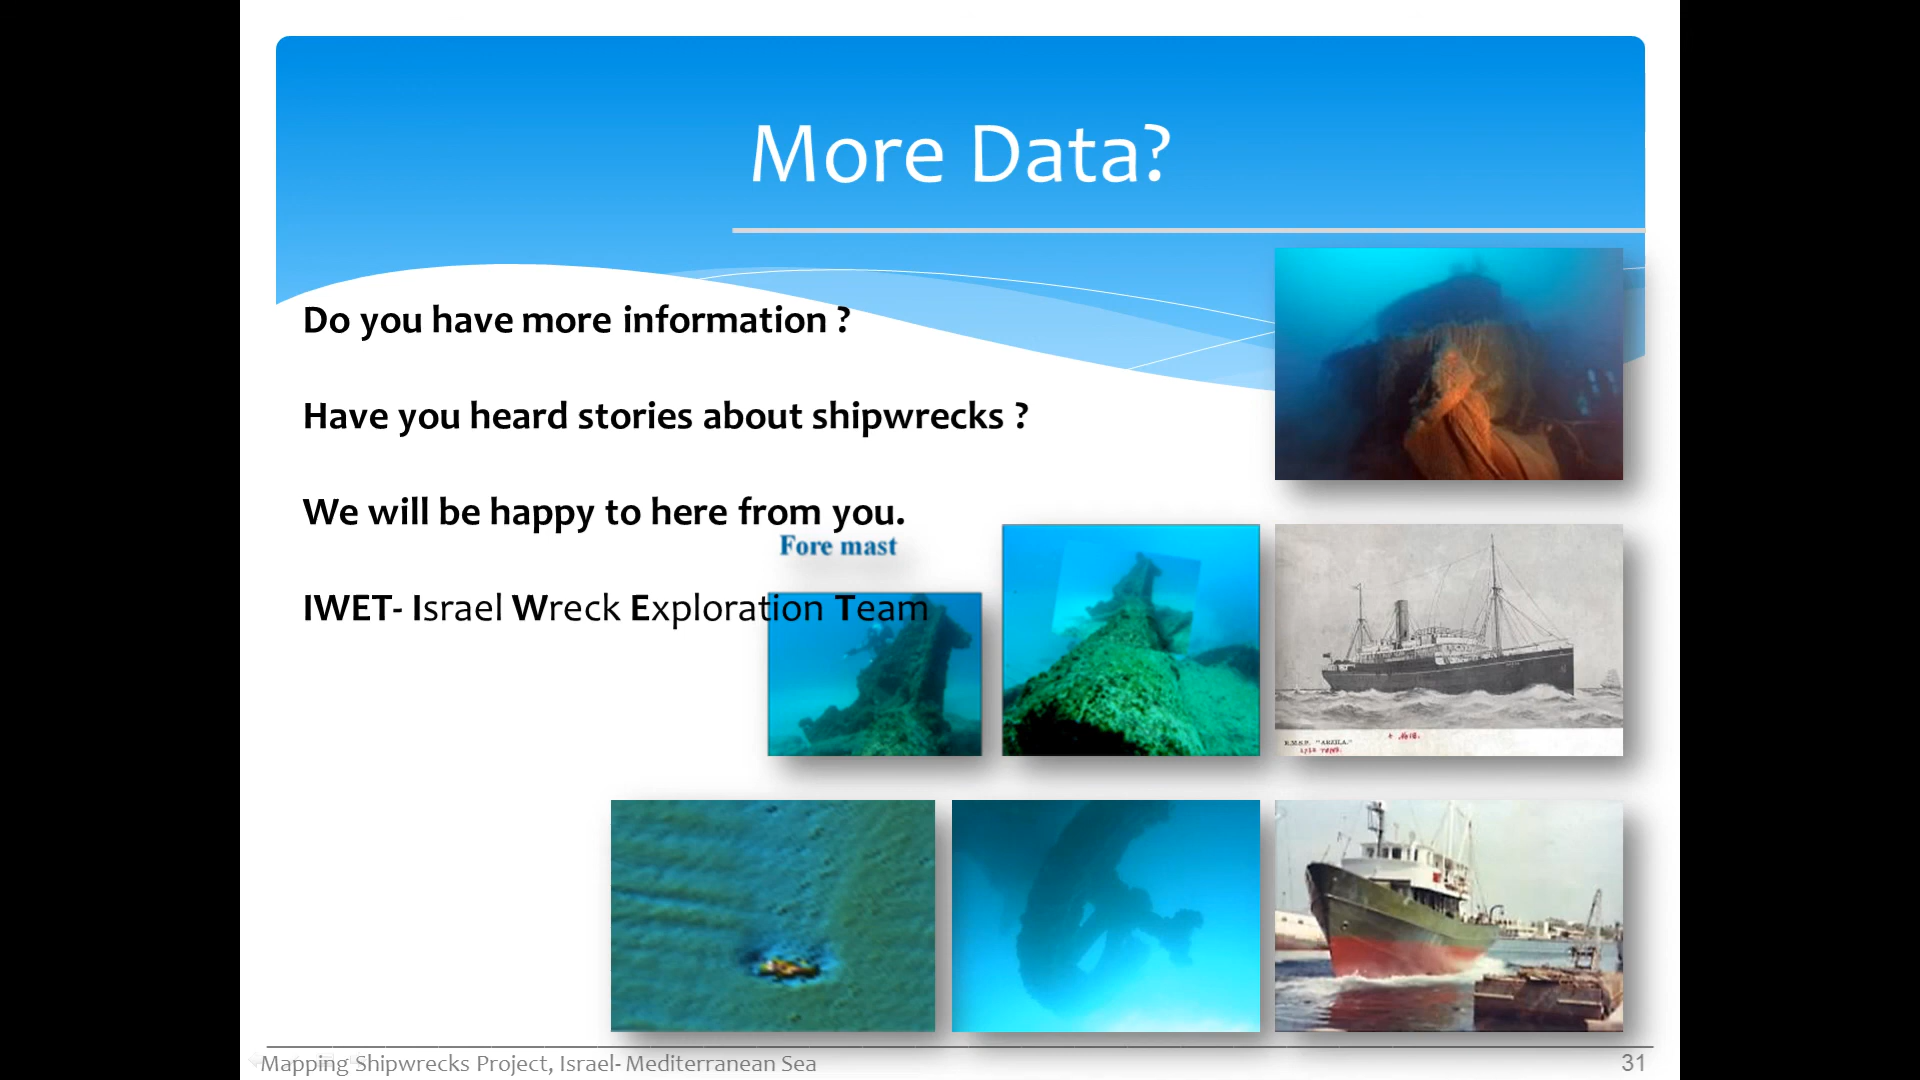 More Data?
Do you have more information ?
Have you heard stories about shipwrecks ?
We will be happy to here from you.
Fore mast
IWET- Israel Wreck Exploration Team
R.M.S.P. "ARZILA."
Mapping Shipwrecks Project, Israel- Mediterranean Sea
31